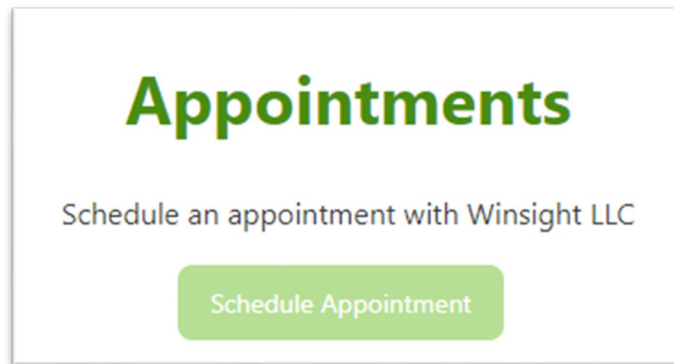 Appointments
Schedule an appointment with Winsight LLC
Schedule Appointment